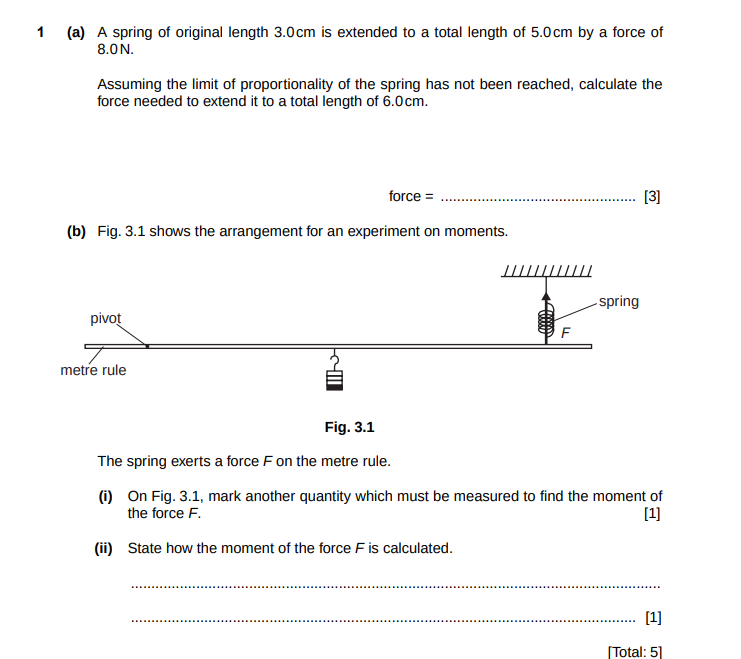 1 (a) A spring of original length 3.0 cm is extended to a total length of 5.0 cm by a force of
8.0 N.
Assuming the limit of proportionality of the spring has not been reached, calculate the
force needed to extend it to a total length of 6.0 cm.
force = ................................................ [3]
(b) Fig. 3.1 shows the arrangement for an experiment on moments.
spring
pivot
F
metre rule
Fig. 3.1
The spring exerts a force F on the metre rule.
(i) On Fig. 3.1, mark another quantity which must be measured to find the moment of
the force F. [1]
(ii) State how the moment of the force F is calculated.
....................................................................................................................................
.............................................................................................................................. [1]
[Total: 5]